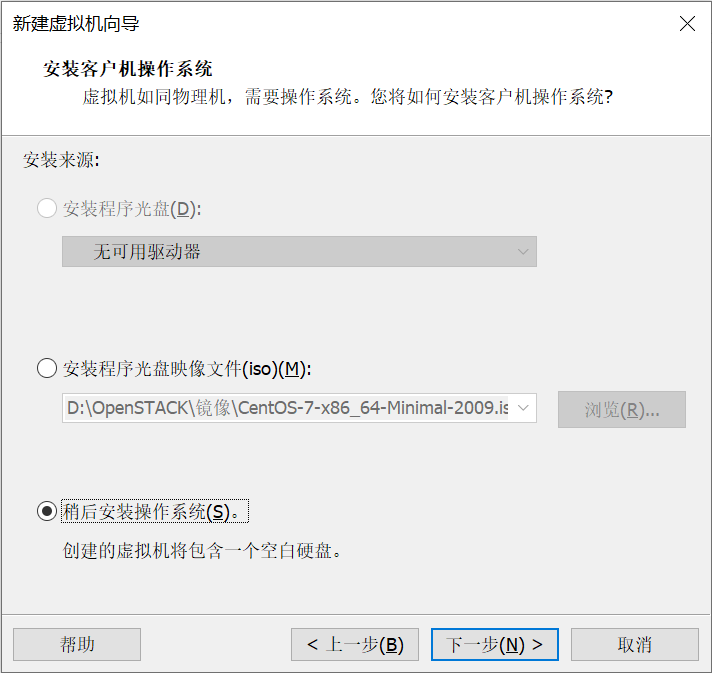 新建虚拟机向导
安装客户机操作系统
虚拟机如同物理机，需要操作系统。您将如何安装客户机操作系统?
安装来源:
安装程序光盘(D):
无可用驱动器
安装程序光盘映像文件(iso)(M):
D:\OpenSTACK\镜像\CentOS-7-x86_64-Minimal-2009.is
浏览(R)...
稍后安装操作系统(S)。
创建的虚拟机将包含一个空白硬盘。
帮助
< 上一步(B)
下一步(N) >
取消